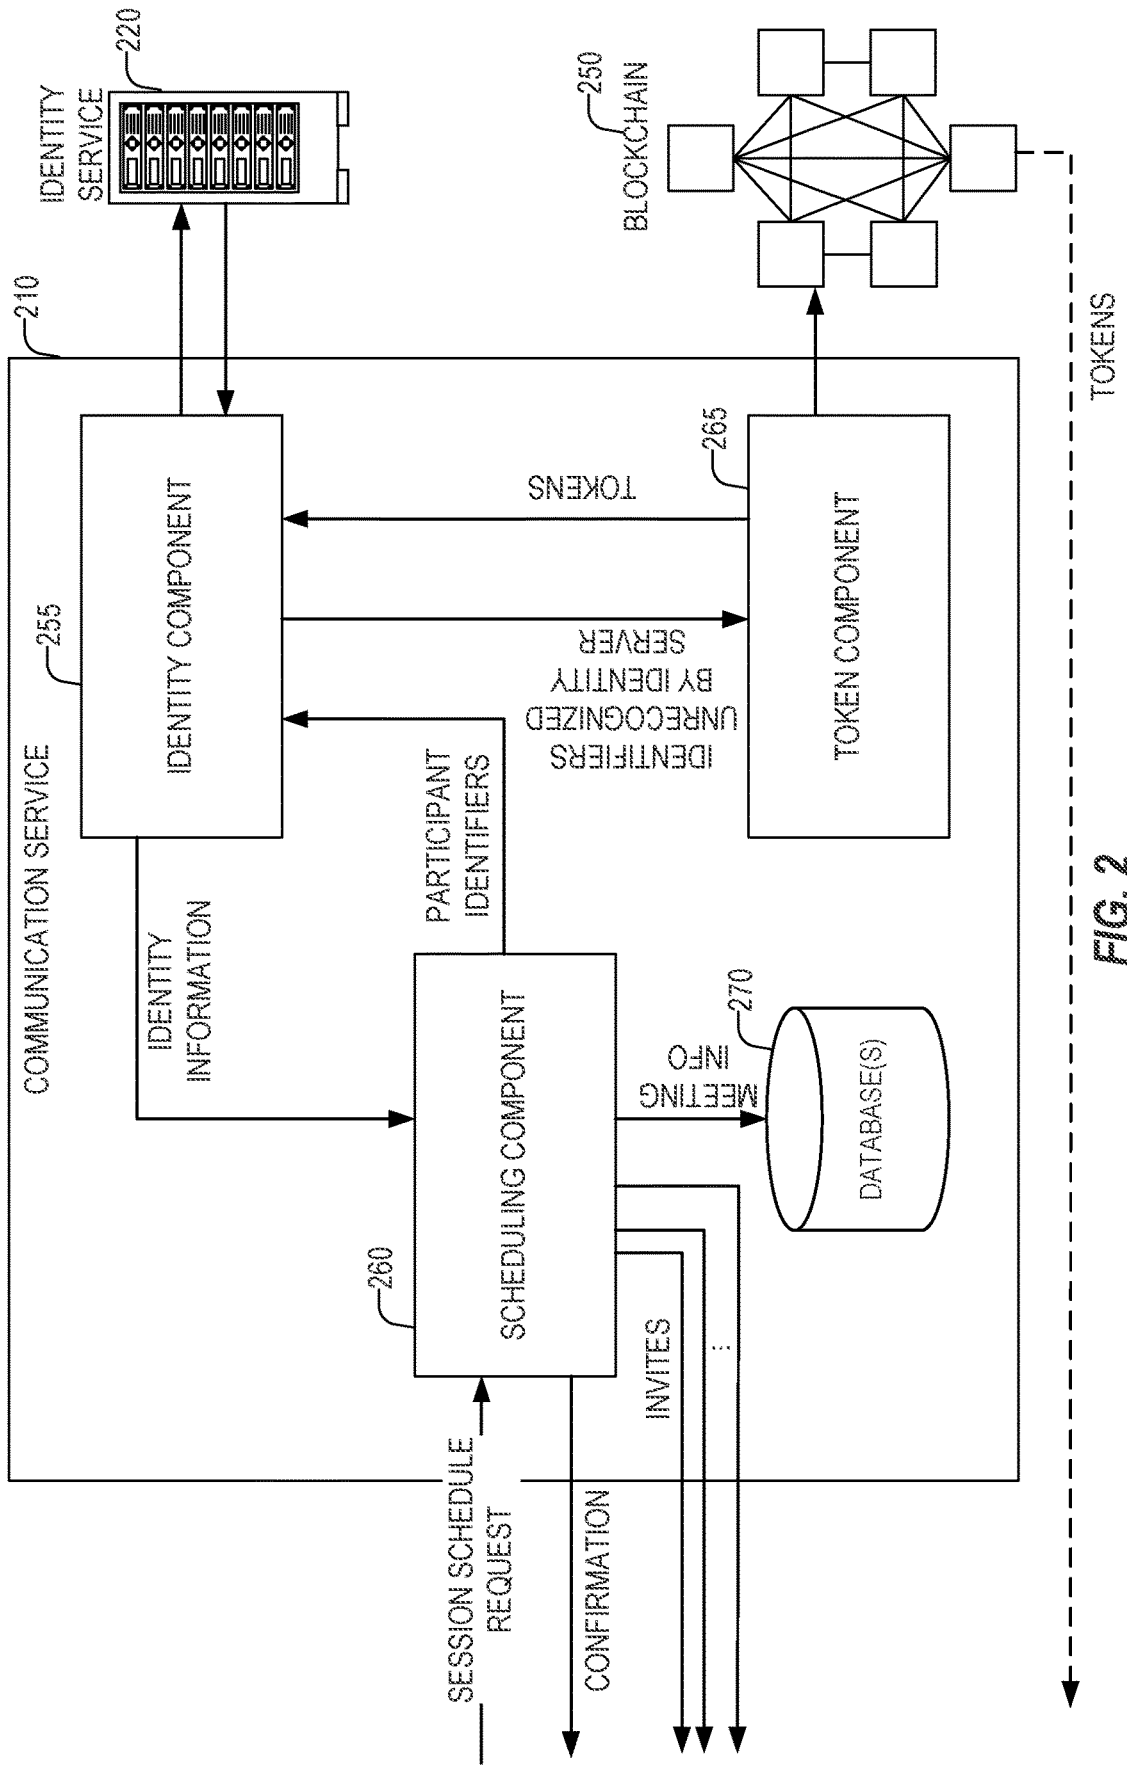 COMMUNICATION SERVICE
210
IDENTITY
SERVICE
220
255
IDENTITY COMPONENT
IDENTITY
INFORMATION
PARTICIPANT
IDENTIFIERS
IDENTIFIERS
UNRECOGNIZED
BY IDENTITY
SERVER
TOKENS
SESSION SCHEDULE
REQUEST
260
SCHEDULING COMPONENT
CONFIRMATION
INVITES
...
MEETING
INFO
270
DATABASE(S)
265
TOKEN COMPONENT
BLOCKCHAIN
250
TOKENS
FIG. 2